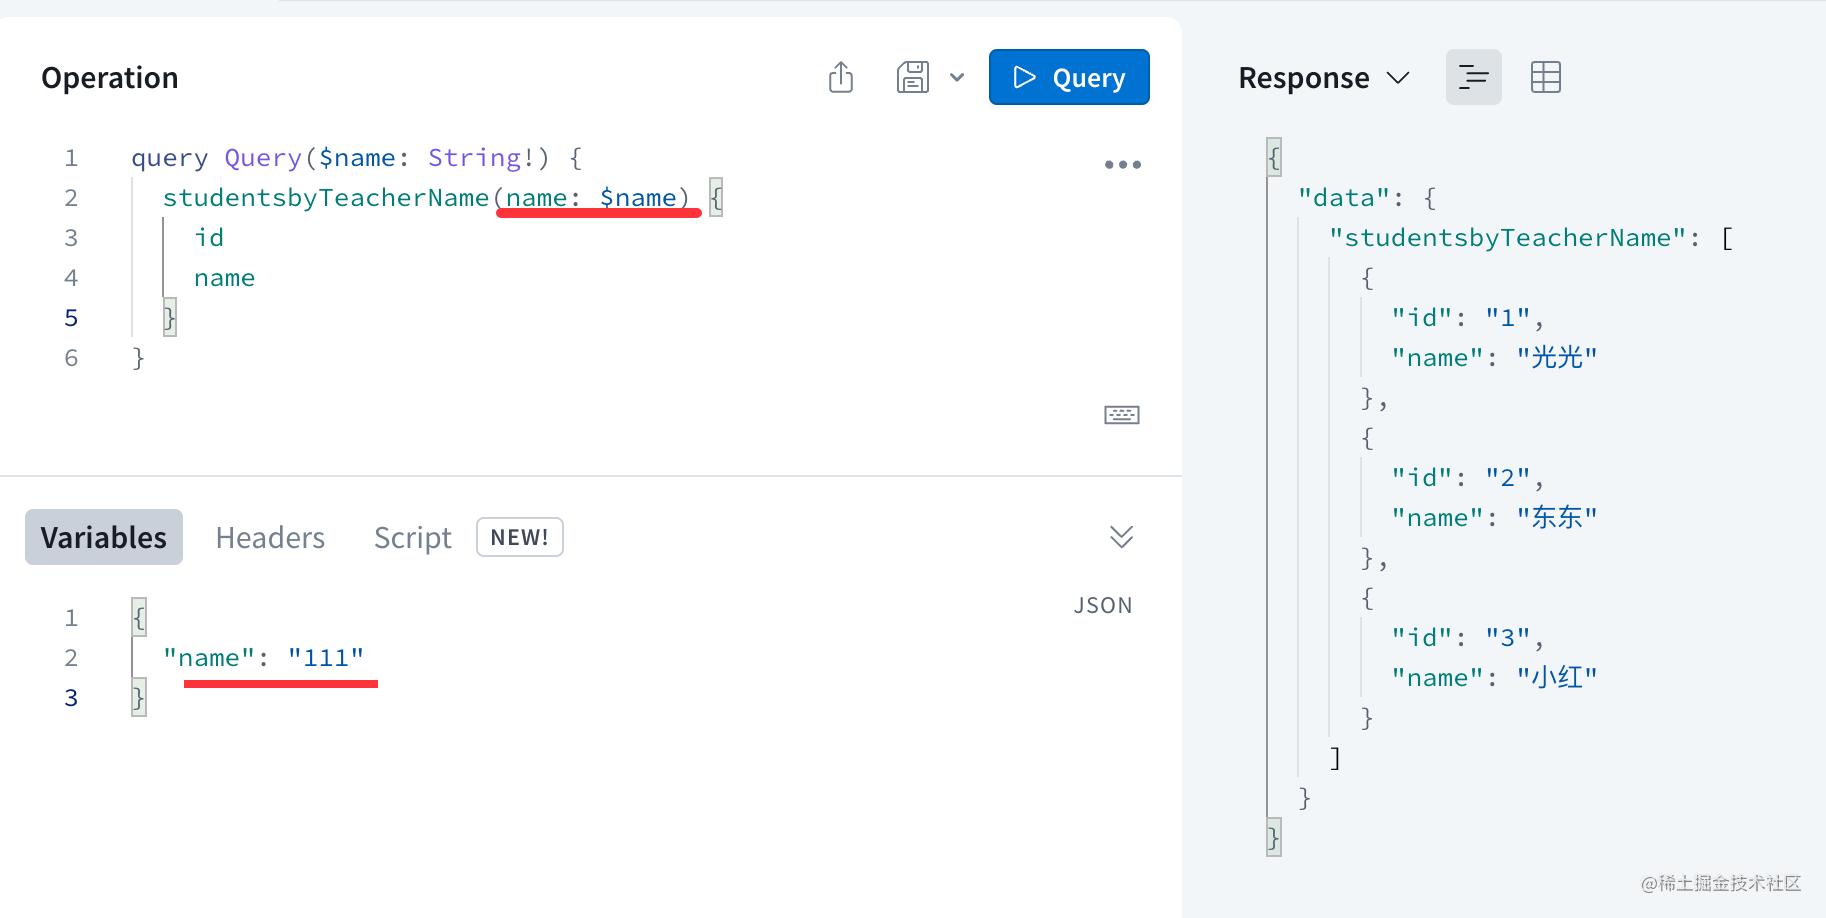 Operation
Query
1 query Query($name: String!) {
2 studentsbyTeacherName(name: $name) {
3 id
4 name
5 }
6 }
Variables Headers Script NEW!
JSON
1 {
2 "name": "111"
3 }
Response
{
"data": {
"studentsbyTeacherName": [
{
"id": "1",
"name": "光光"
},
{
"id": "2",
"name": "东东"
},
{
"id": "3",
"name": "小红"
}
]
}
}
@稀土掘金技术社区